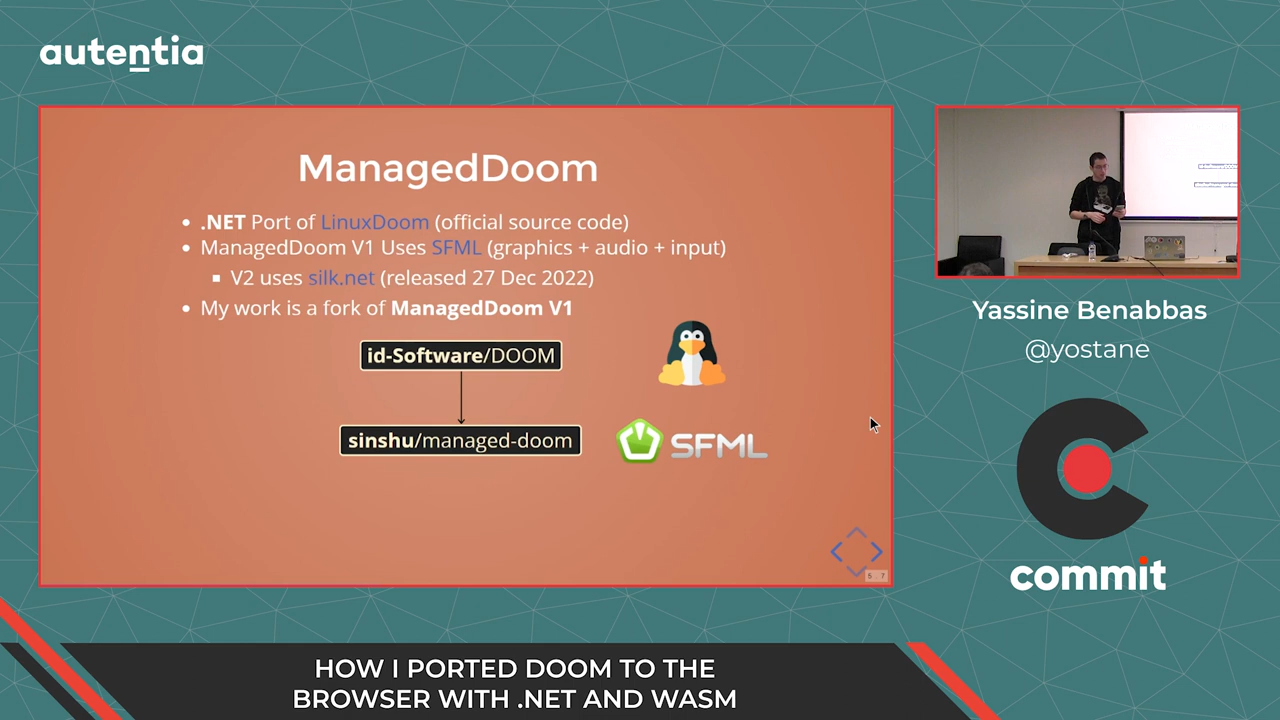 autentia
ManagedDoom
.NET Port of LinuxDoom (official source code)
ManagedDoom V1 Uses SFML (graphics + audio + input)
V2 uses silk.net (released 27 Dec 2022)
My work is a fork of ManagedDoom V1
id-Software/DOOM
sinshu/managed-doom
SFML
5 . 7
Yassine Benabbas
@yostane
commit
HOW I PORTED DOOM TO THE
BROWSER WITH .NET AND WASM